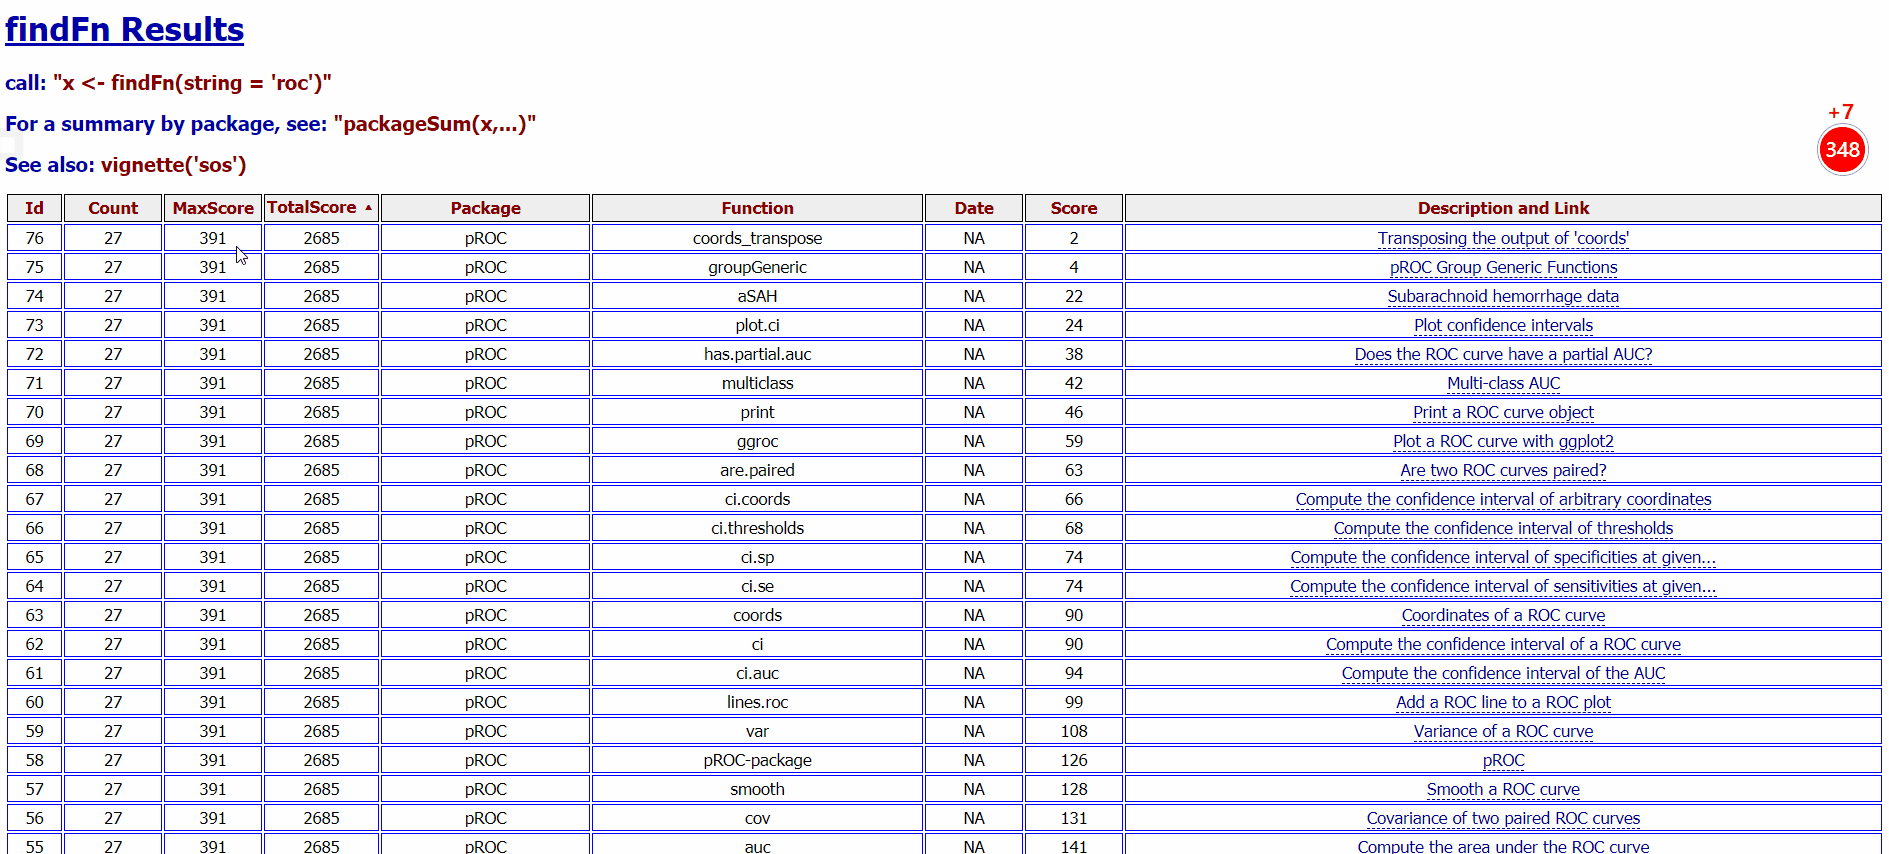 findFn Results
call: "x <- findFn(string = 'roc')"
For a summary by package, see: "packageSum(x,...)"
See also: vignette('sos')
+7
348
Id Count MaxScore TotalScore ▲ Package Function Date Score Description and Link
76 27 391 2685 pROC coords_transpose NA 2 Transposing the output of 'coords'
75 27 391 2685 pROC groupGeneric NA 4 pROC Group Generic Functions
74 27 391 2685 pROC aSAH NA 22 Subarachnoid hemorrhage data
73 27 391 2685 pROC plot.ci NA 24 Plot confidence intervals
72 27 391 2685 pROC has.partial.auc NA 38 Does the ROC curve have a partial AUC?
71 27 391 2685 pROC multiclass NA 42 Multi-class AUC
70 27 391 2685 pROC print NA 46 Print a ROC curve object
69 27 391 2685 pROC ggroc NA 59 Plot a ROC curve with ggplot2
68 27 391 2685 pROC are.paired NA 63 Are two ROC curves paired?
67 27 391 2685 pROC ci.coords NA 66 Compute the confidence interval of arbitrary coordinates
66 27 391 2685 pROC ci.thresholds NA 68 Compute the confidence interval of thresholds
65 27 391 2685 pROC ci.sp NA 74 Compute the confidence interval of specificities at given...
64 27 391 2685 pROC ci.se NA 74 Compute the confidence interval of sensitivities at given...
63 27 391 2685 pROC coords NA 90 Coordinates of a ROC curve
62 27 391 2685 pROC ci NA 90 Compute the confidence interval of a ROC curve
61 27 391 2685 pROC ci.auc NA 94 Compute the confidence interval of the AUC
60 27 391 2685 pROC lines.roc NA 99 Add a ROC line to a ROC plot
59 27 391 2685 pROC var NA 108 Variance of a ROC curve
58 27 391 2685 pROC pROC-package NA 126 pROC
57 27 391 2685 pROC smooth NA 128 Smooth a ROC curve
56 27 391 2685 pROC cov NA 131 Covariance of two paired ROC curves
55 27 391 2685 pROC auc NA 141 Compute the area under the ROC curve